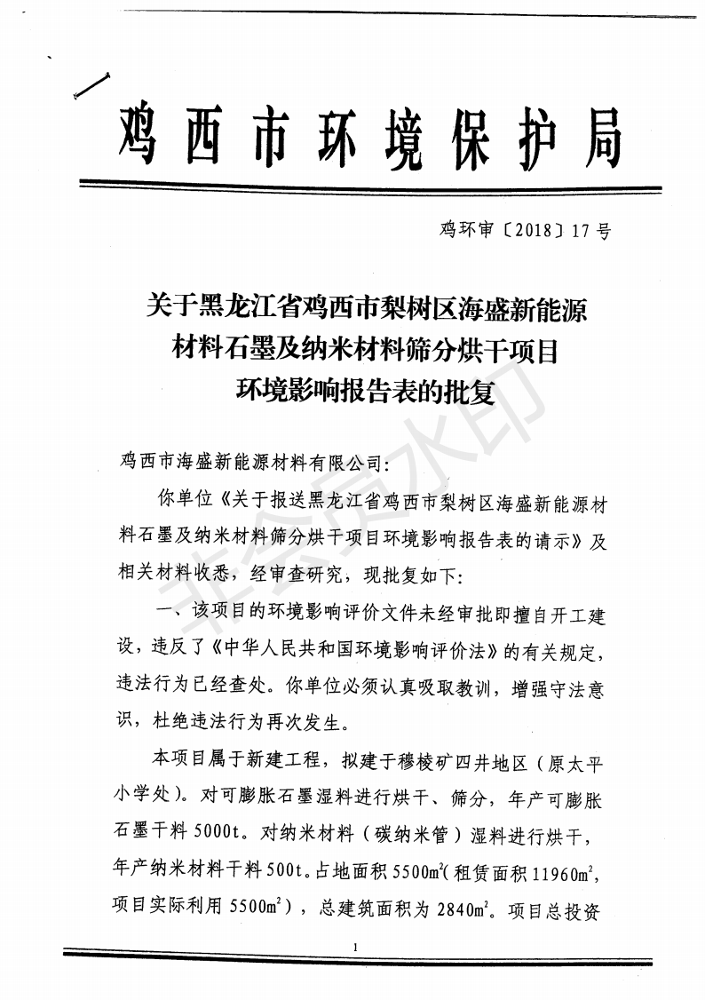 鸡西市环境保护局
鸡环审〔2018〕17号
关于黑龙江省鸡西市梨树区海盛新能源
材料石墨及纳米材料筛分烘干项目
环境影响报告表的批复
鸡西市海盛新能源材料有限公司:
你单位《关于报送黑龙江省鸡西市梨树区海盛新能源材
料石墨及纳米材料筛分烘干项目环境影响报告表的请示》及
相关材料收悉，经审查研究，现批复如下:
一、该项目的环境影响评价文件未经审批即擅自开工建
设，违反了《中华人民共和国环境影响评价法》的有关规定，
违法行为已经查处。你单位必须认真吸取教训，增强守法意
识，杜绝违法行为再次发生。
本项目属于新建工程，拟建于穆棱矿四井地区（原太平
小学处）。对可膨胀石墨湿料进行烘干、筛分，年产可膨胀
石墨干料 5000t。对纳米材料（碳纳米管）湿料进行烘干，
年产纳米材料干料500t。占地面积5500m²（租赁面积11960m²，
项目实际利用5500m²），总建筑面积为2840m²。项目总投资
1
非会员水印